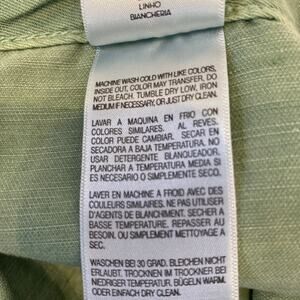 LINHO
BIANCHERIA
MACHINE WASH COLD WITH LIKE COLORS,
INSIDE OUT, COLOR MAY TRANSFER, DO
NOT BLEACH. TUMBLE DRY LOW, IRON
MEDIUM IF NECESSARY, OR JUST DRY CLEAN.
LAVAR A MAQUINA EN FRIO CON
COLORES SIMILARES. AL REVES.
COLOR PUEDE CAMBIAR. SECAR EN
SECADORA A BAJA TEMPERATURA. NO
USAR DETERGENTE BLANQUEADOR,
PLANCHAR A TEMPERATURA MEDIA SI
ES NECESARIO O SIMPLEMENTE SECO.
LAVER EN MACHINE A FROID AVEC DES
COULEURS SIMILAIRES. NE PAS UTILISER
D'AGENTS DE BLANCHIMENT. SECHER A
BASSE TEMPERATURE. REPASSER AU
BESOIN. OU SIMPLEMENT METTOYAGE A
SEC.
WASCHEN BEI 30 GRAD. BLEICHEN NICHT
ERLAUBT. TROCKNEN IM TROCKNER BEI
NIEDRIGER TEMPERATUR. BÜGELN WARM.
ODER EINFACH DRY CLEAN.